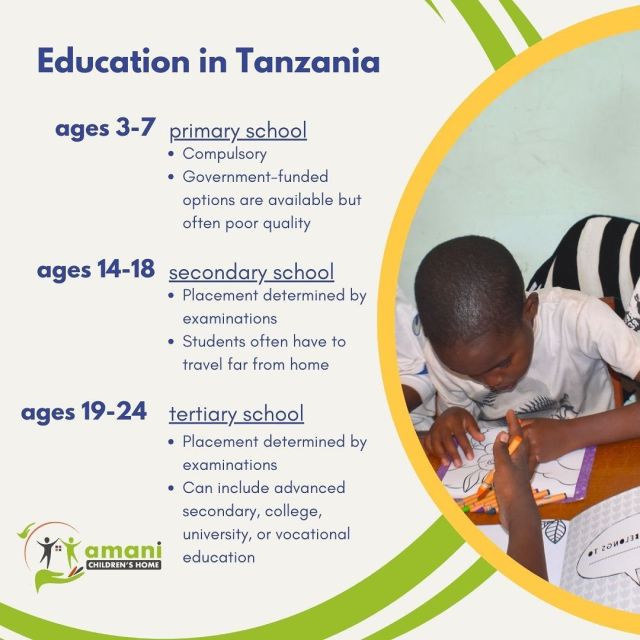 Education in Tanzania
ages 3-7 primary school
• Compulsory
• Government-funded
options are available but
often poor quality
ages 14-18 secondary school
• Placement determined by
examinations
• Students often have to
travel far from home
ages 19-24 tertiary school
• Placement determined by
examinations
• Can include advanced
secondary, college,
university, or vocational
education
amani
CHILDREN'S HOME
BELONGS TO